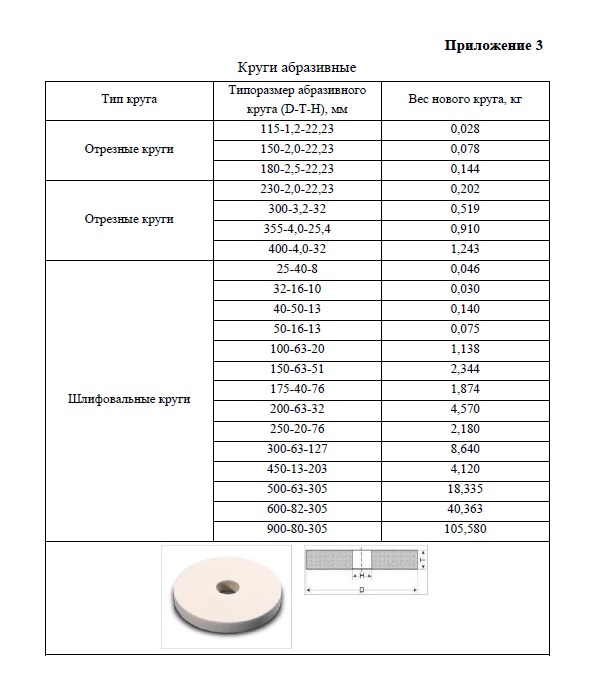 Приложение 3
Круги абразивные
Тип круга
Типоразмер абразивного
круга (D-T-H), мм
Вес нового круга, кг
Отрезные круги
115-1,2-22,23 0,028
150-2,0-22,23 0,078
180-2,5-22,23 0,144
Отрезные круги
230-2,0-22,23 0,202
300-3,2-32 0,519
355-4,0-25,4 0,910
400-4,0-32 1,243
Шлифовальные круги
25-40-8 0,046
32-16-10 0,030
40-50-13 0,140
50-16-13 0,075
100-63-20 1,138
150-63-51 2,344
175-40-76 1,874
200-63-32 4,570
250-20-76 2,180
300-63-127 8,640
450-13-203 4,120
500-63-305 18,335
600-82-305 40,363
900-80-305 105,580
T
H
D